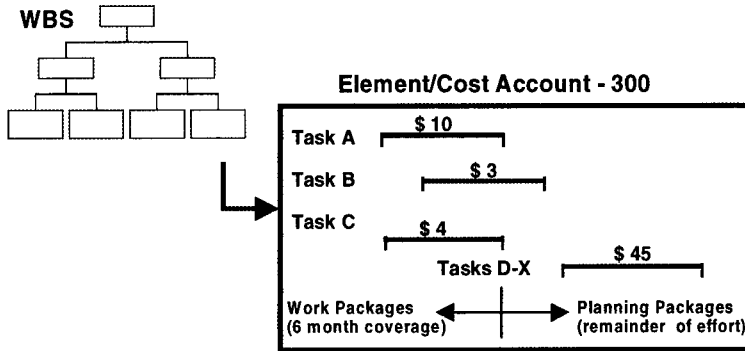 WBS
Element/Cost Account - 300
Task A
$ 10
Task B
$ 3
Task C
$ 4
Tasks D-X
$ 45
Work Packages
(6 month coverage)
Planning Packages
(remainder of effort)